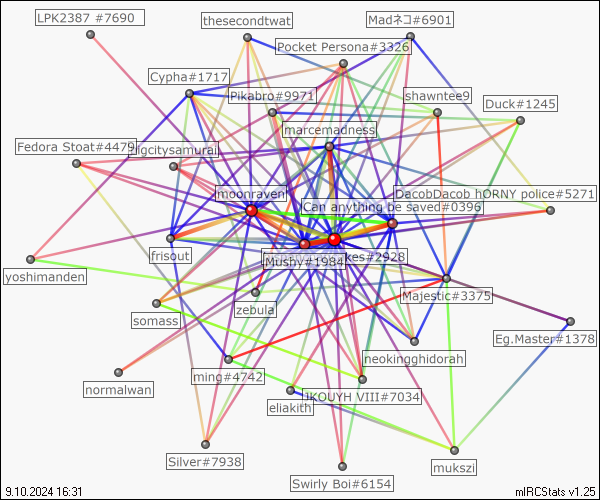 LPK2387 #7690
thesecondtwat
Madネコ#6901
Pocket Persona#3326
Cypha#1717
Pikabro#9971
shawntee9
Duck#1245
marcemadness
Fedora Stoat#4479
bigcitysamurai
moonraven
DacobDacob hORNY police#5271
Can anything be saved#0396
frisout
Mushy#1984
kes#2928
yoshimanden
zebula
Majestic#3375
somass
Eg.Master#1378
neokingghidorah
ming#4742
normalwan
eliakith
JKOUYH VIII#7034
Silver#7938
mukszi
Swirly Boi#6154
9.10.2024 16:31
mIRCStats v1.25